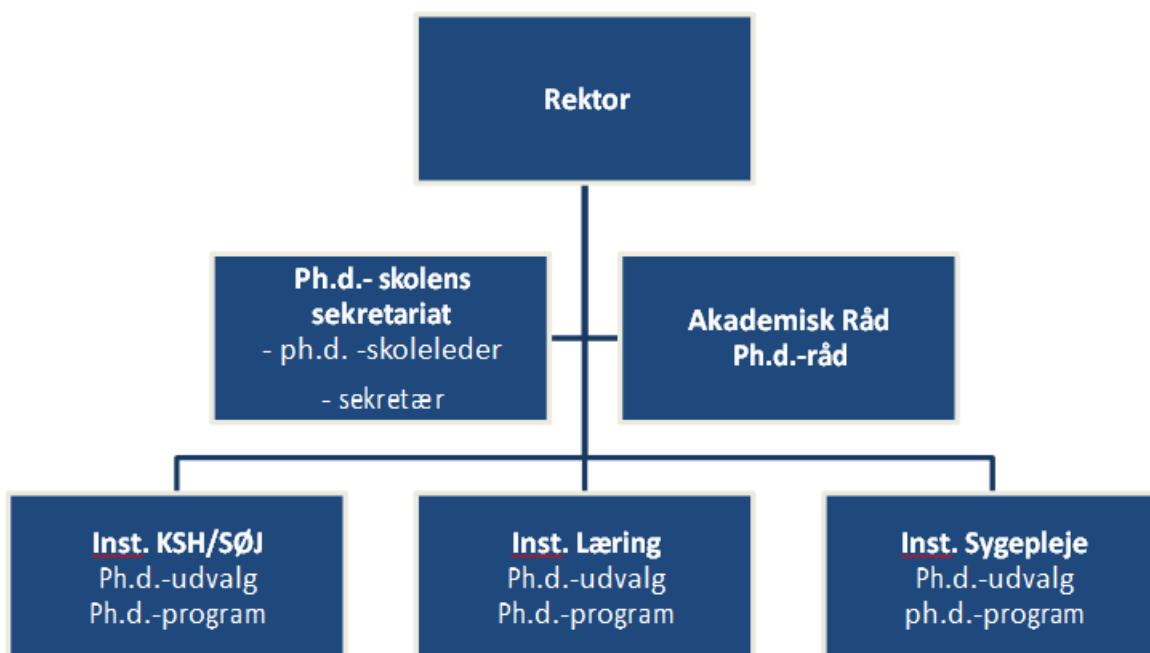 Rektor
Ph.d.- skolens
sekretariat
- ph.d. -skoleleder
- sekretær
Akademisk Råd
Ph.d.-råd
Inst. KSH/SØJ
Ph.d.-udvalg
Ph.d.-program
Inst. Læring
Ph.d.-udvalg
Ph.d.-program
Inst. Sygepleje
Ph.d.-udvalg
ph.d.-program